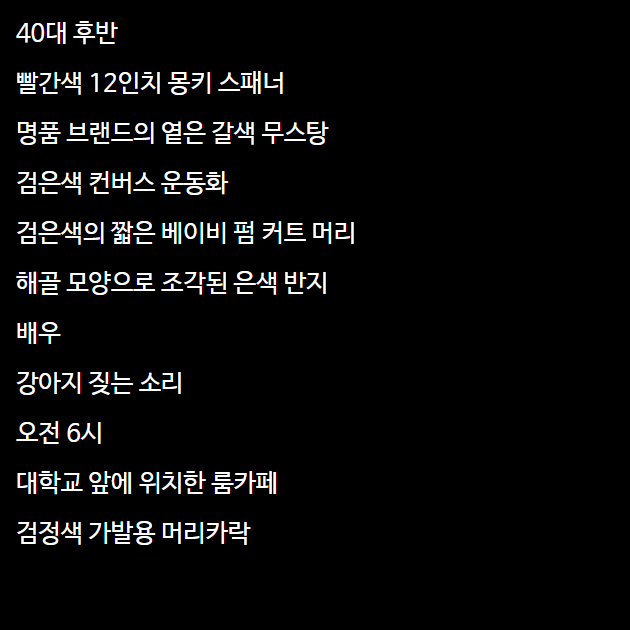 40대 후반
빨간색 12인치 몽키 스패너
명품 브랜드의 옅은 갈색 무스탕
검은색 컨버스 운동화
검은색의 짧은 베이비 펌 커트 머리
해골 모양으로 조각된 은색 반지
배우
강아지 짖는 소리
오전 6시
대학교 앞에 위치한 룸카페
검정색 가발용 머리카락